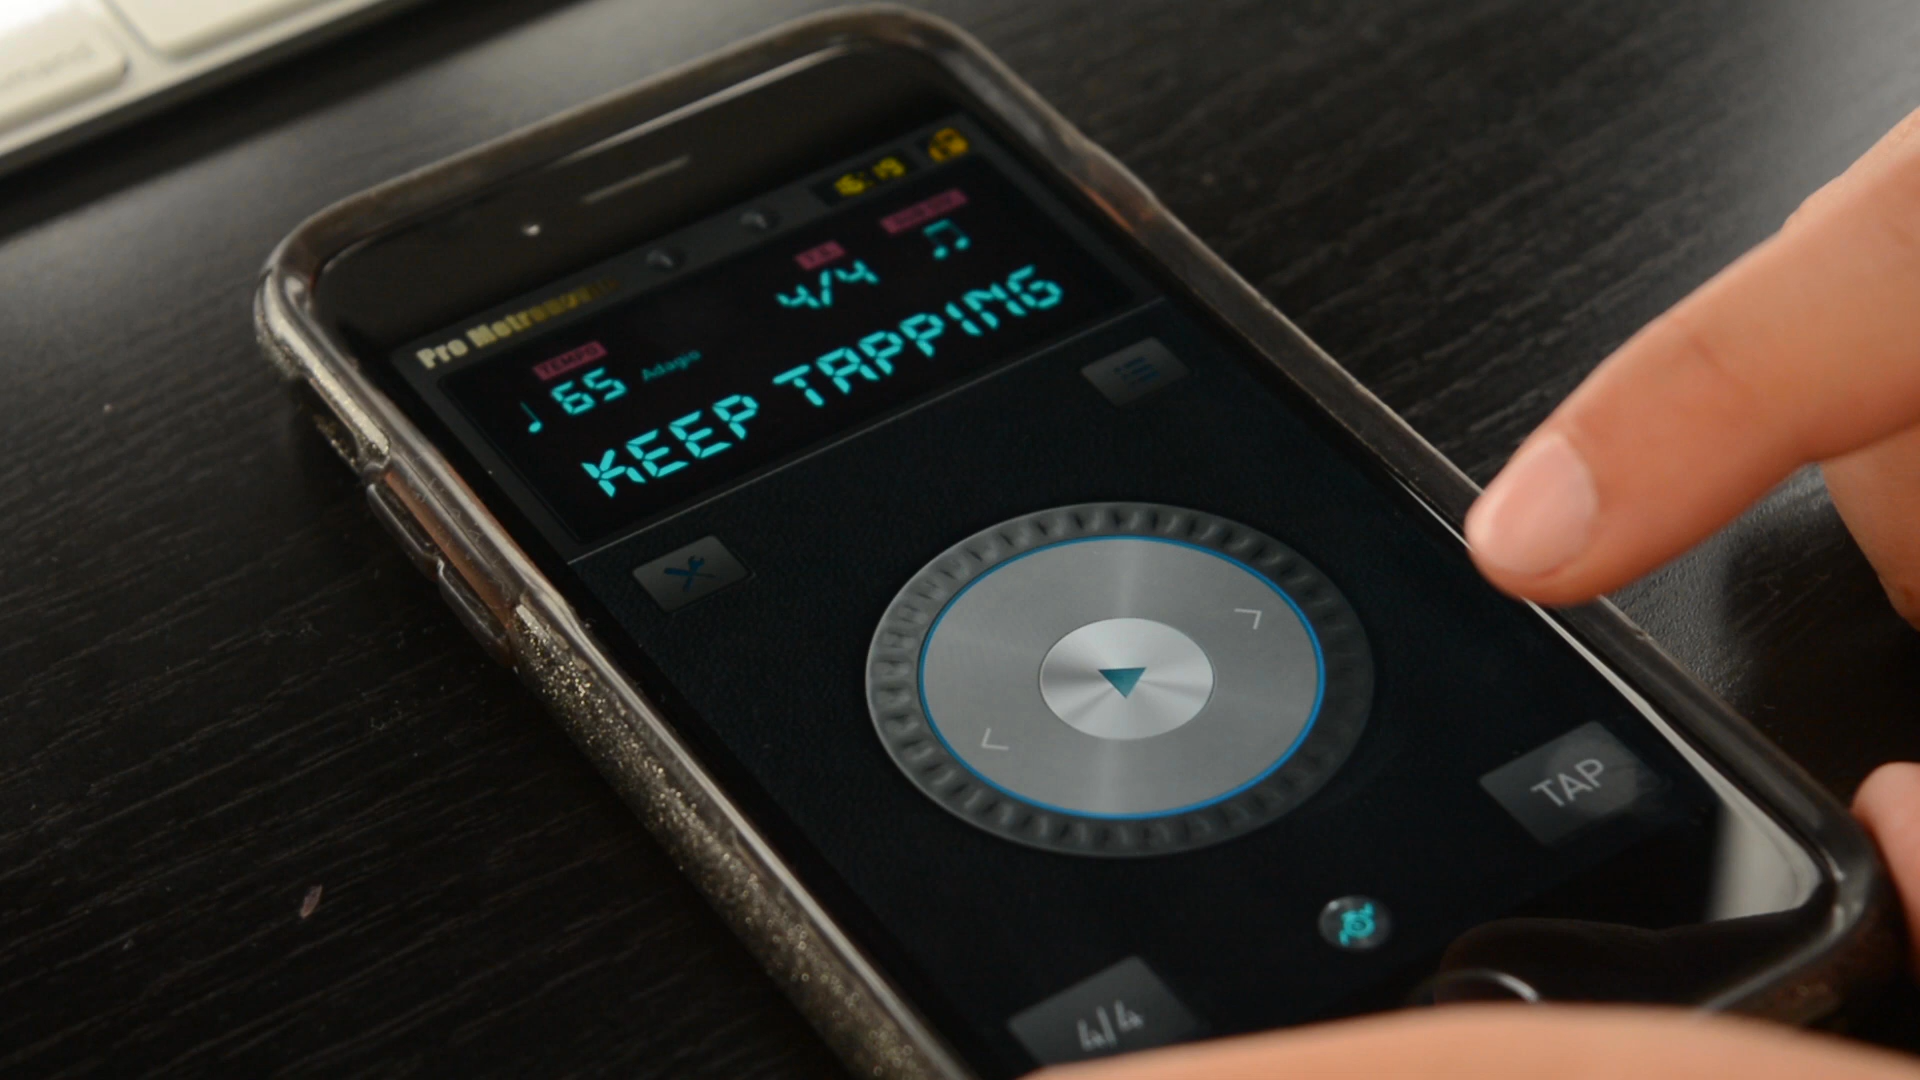 Pro Metronome
TEMPO
65 Adagio
T.S.
4/4
KEEP TAPPING
TAP
4/4